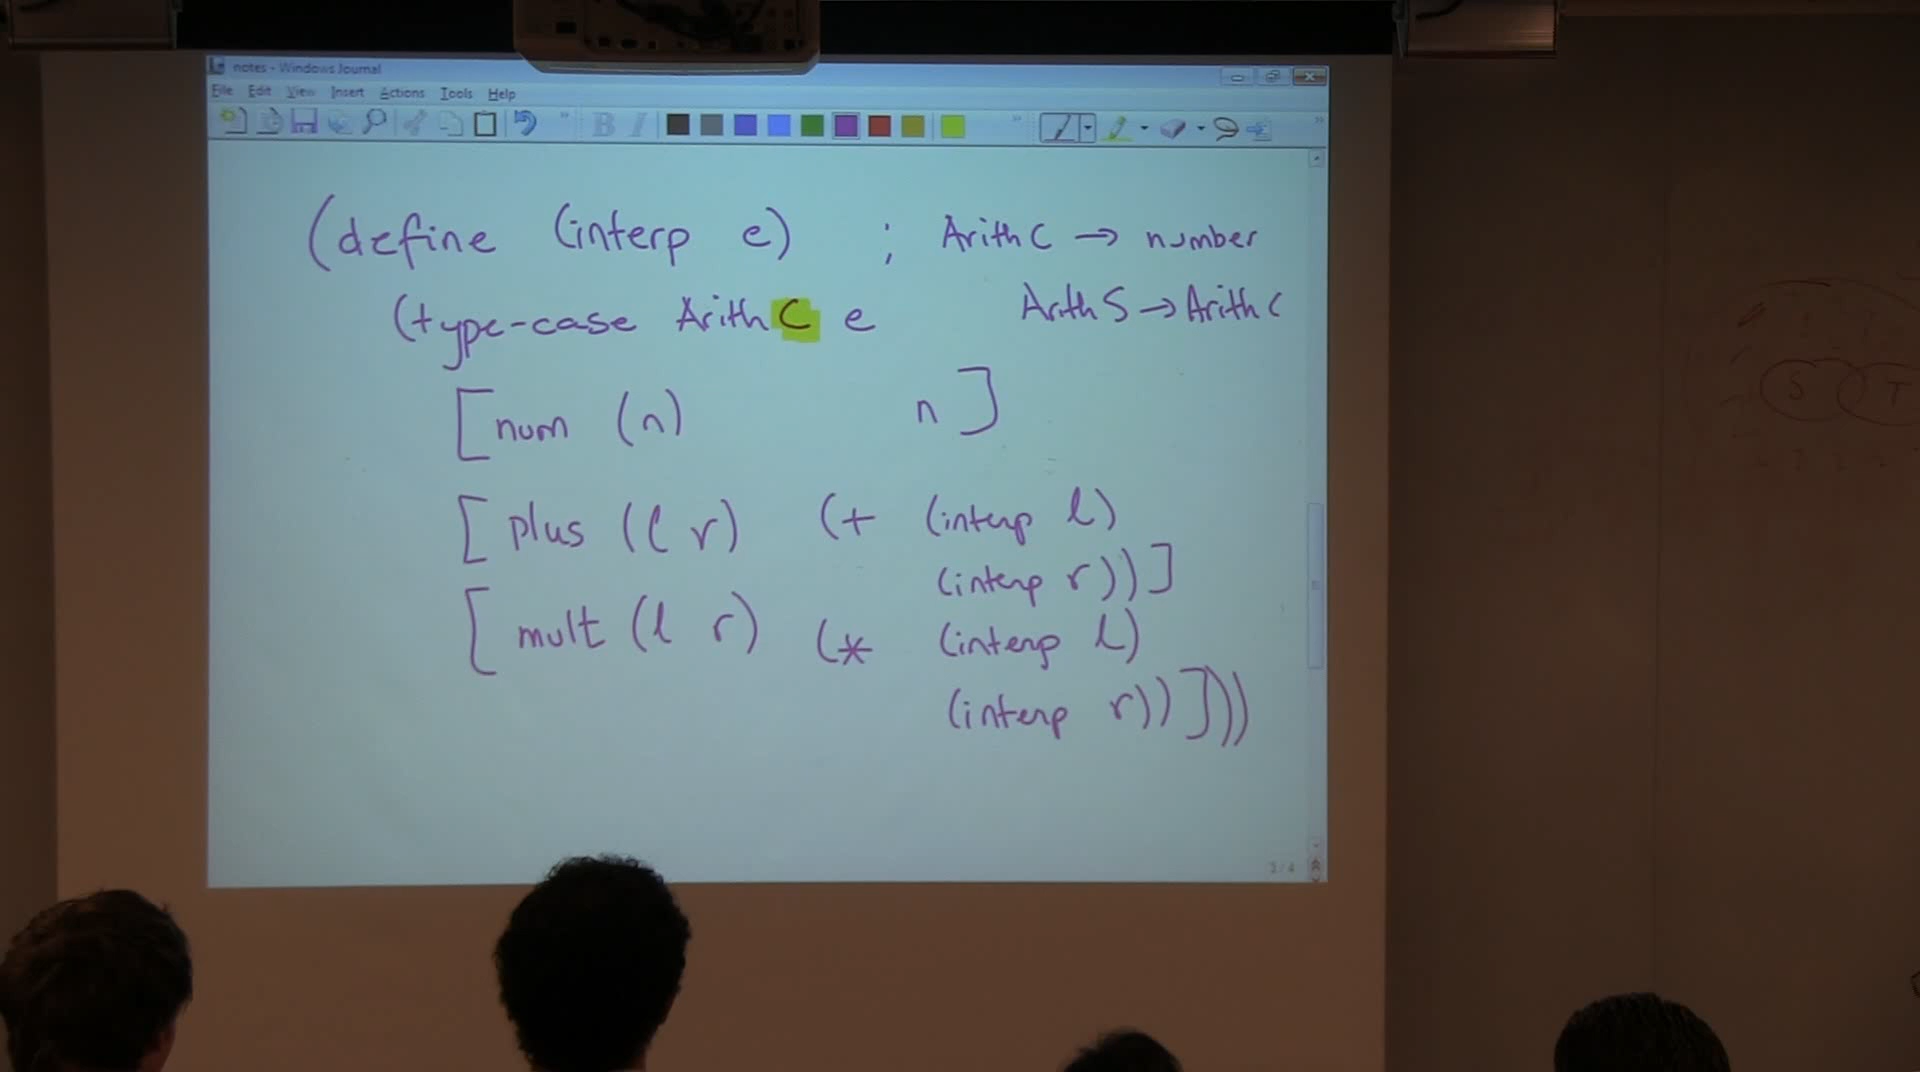 notes - Windows Journal
File Edit View Insert Actions Tools Help
B I
(define (interp e) ; ArithC → number
(type-case ArithC e ArithS → ArithC
[num (n) n]
[plus (l r) (+ (interp l)
(interp r))]
[mult (l r) (* (interp l)
(interp r))]))
S T